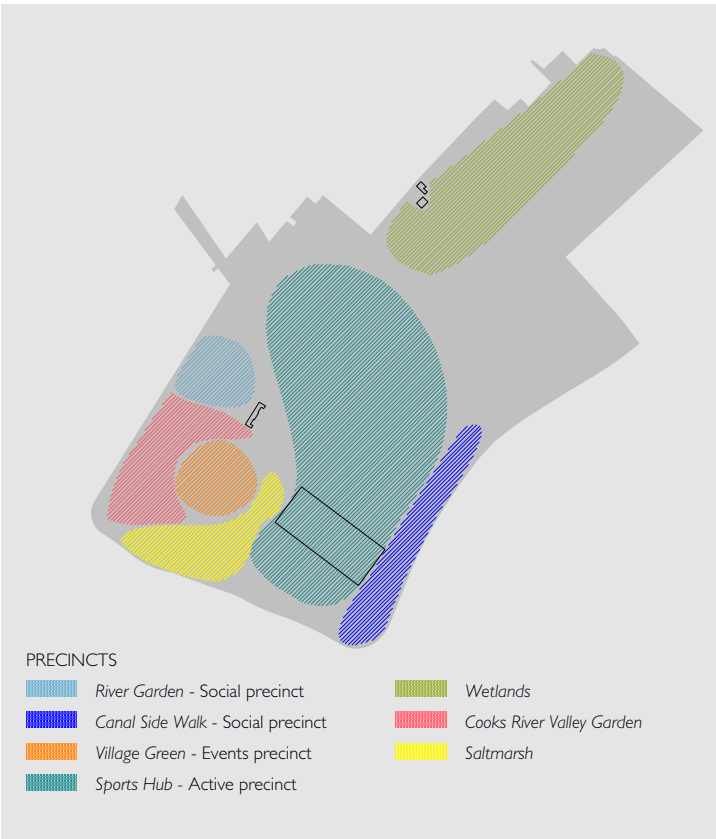 PRECINCTS
River Garden - Social precinct
Canal Side Walk - Social precinct
Village Green - Events precinct
Sports Hub - Active precinct
Wetlands
Cooks River Valley Garden
Saltmarsh